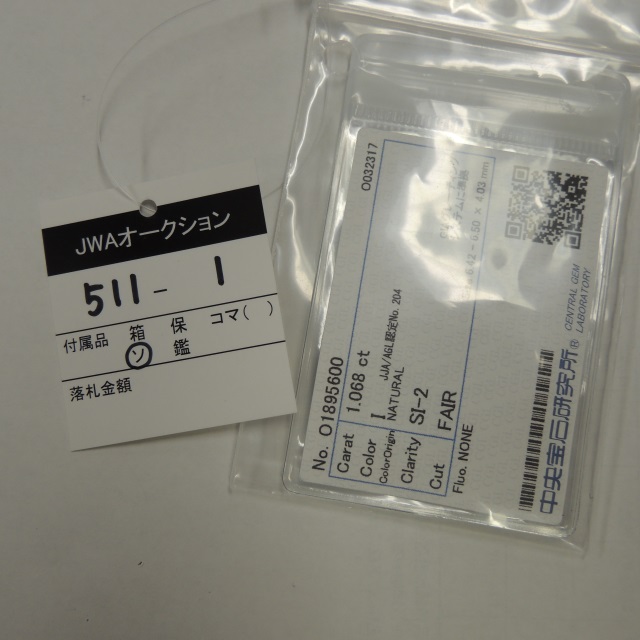 JWAオークション
511-1
付属品 箱 保 コマ( )
ソ 鑑
落札金額
No. O1895600
Carat 1.068 ct
JJA/AGL認定No. 204
Color I
ColorOrigin NATURAL
Clarity SI-2
Cut FAIR
Fluo. NONE
O032317
中央宝石研究所® CENTRAL GEM LABORATORY